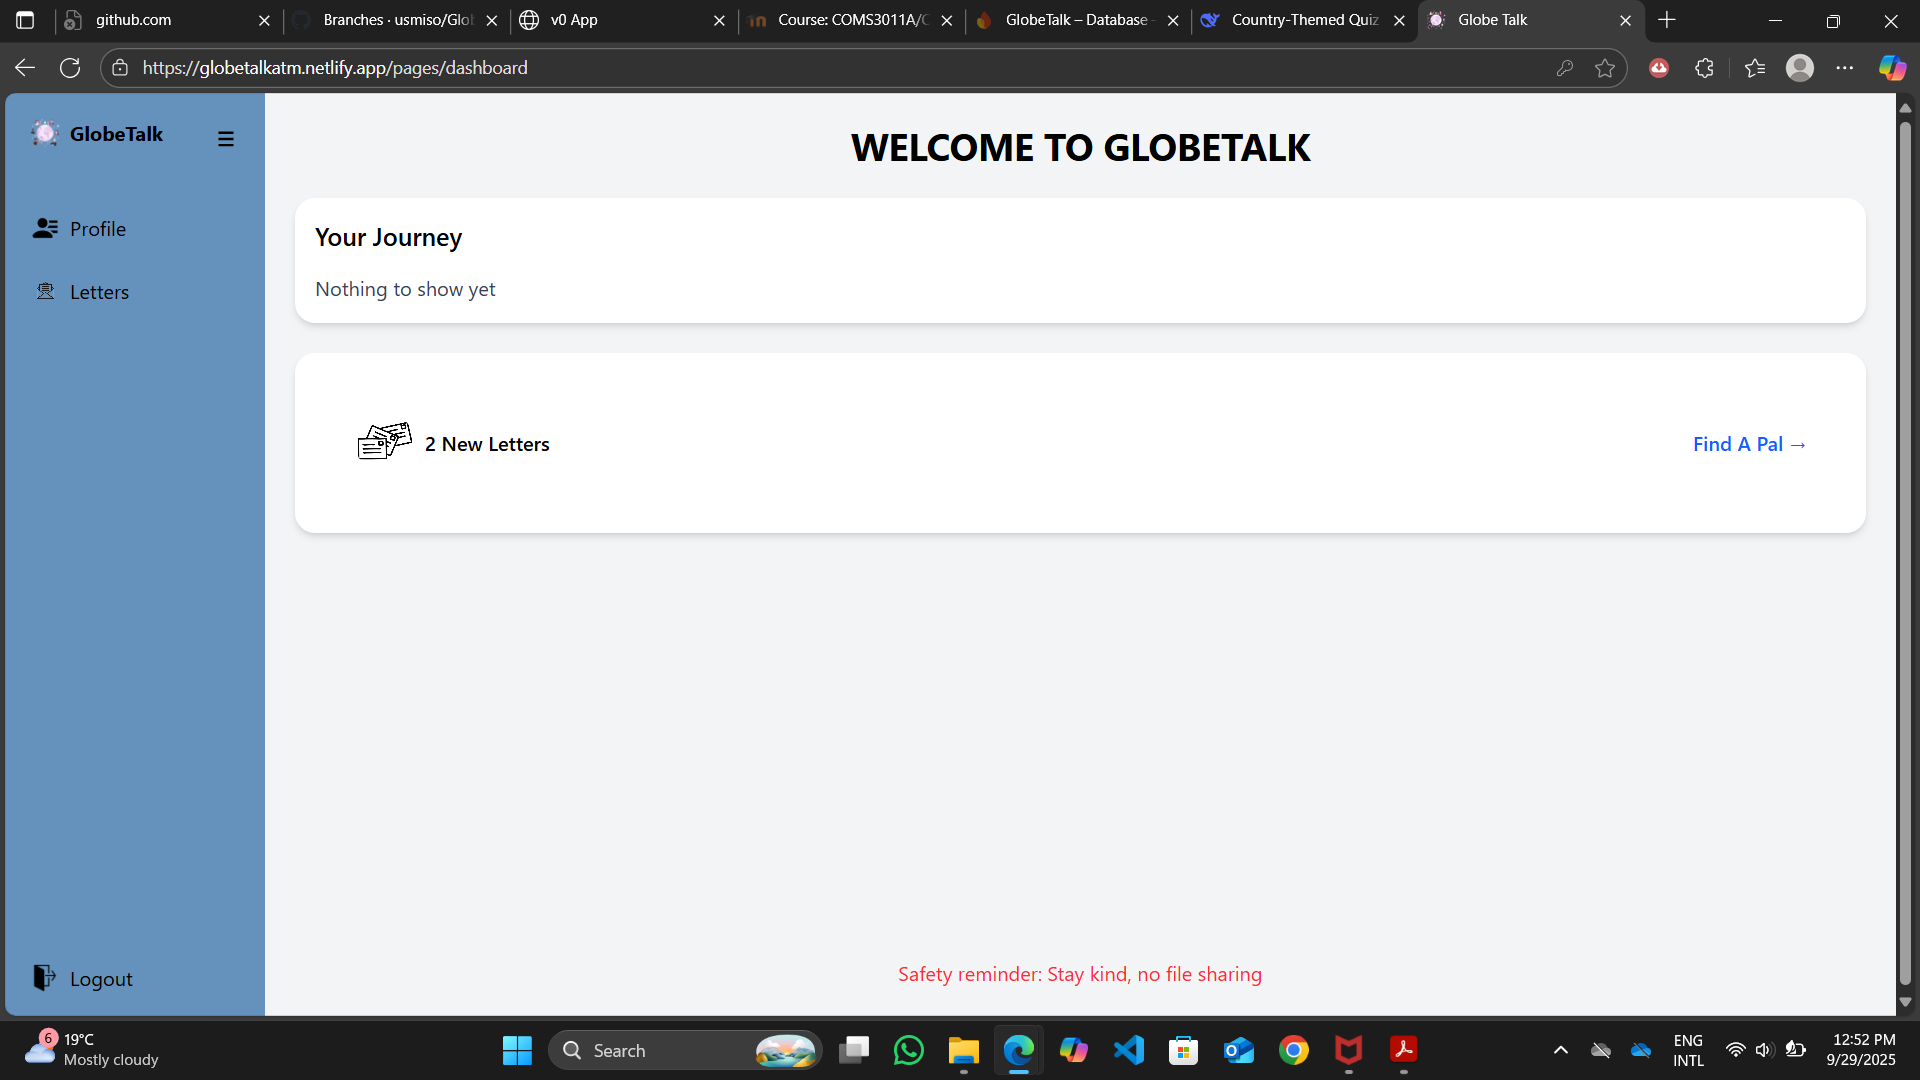 github.com
Branches · usmiso/Glob
v0 App
Course: COMS3011A/C
GlobeTalk – Database
Country-Themed Quiz
Globe Talk
https://globetalkatm.netlify.app/pages/dashboard
GlobeTalk
Profile
Letters
Logout
WELCOME TO GLOBETALK
Your Journey
Nothing to show yet
2 New Letters
Find A Pal →
Safety reminder: Stay kind, no file sharing
6
19°C
Mostly cloudy
Search
ENG
INTL
12:52 PM
9/29/2025